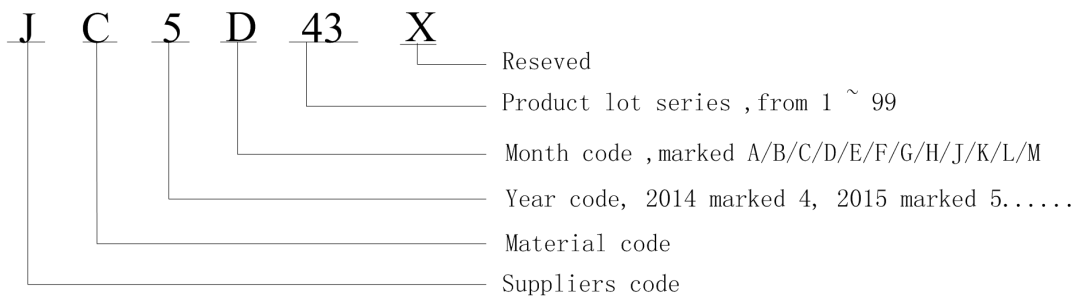 J C 5 D 43 X
Reseved
Product lot series ,from 1 ~ 99
Month code ,marked A/B/C/D/E/F/G/H/J/K/L/M
Year code, 2014 marked 4, 2015 marked 5......
Material code
Suppliers code